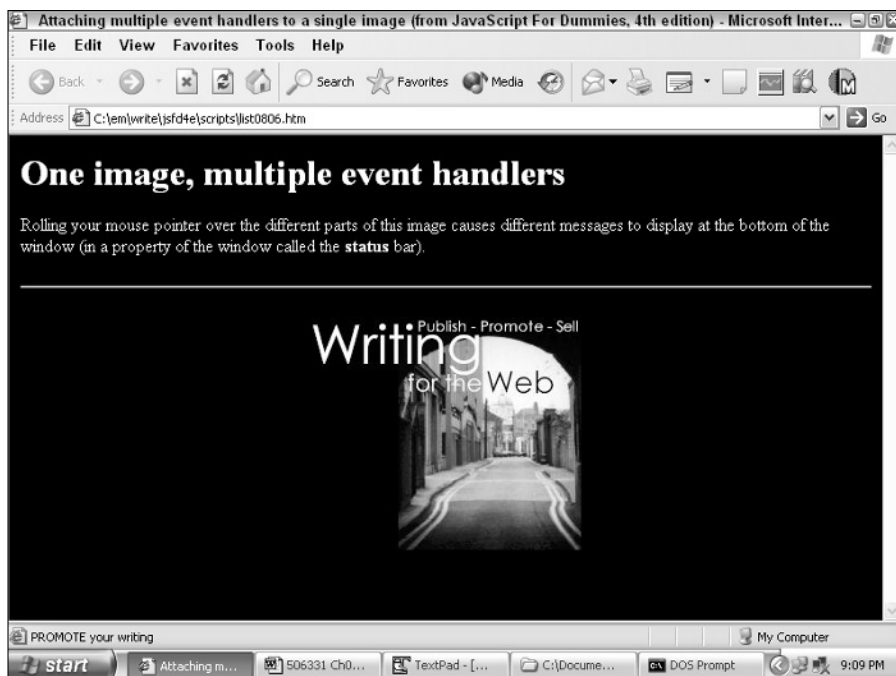 Attaching multiple event handlers to a single image (from JavaScript For Dummies, 4th edition) - Microsoft Inter...
File Edit View Favorites Tools Help
Back Search Favorites Media
Address C:\em\write\jsfd4e\scripts\list0806.htm Go
One image, multiple event handlers
Rolling your mouse pointer over the different parts of this image causes different messages to display at the bottom of the
window (in a property of the window called the status bar).
Publish - Promote - Sell
Writing
for the Web
PROMOTE your writing My Computer
start Attaching m... 506331 Ch0... TextPad - [... C:\Docume... DOS Prompt 9:09 PM